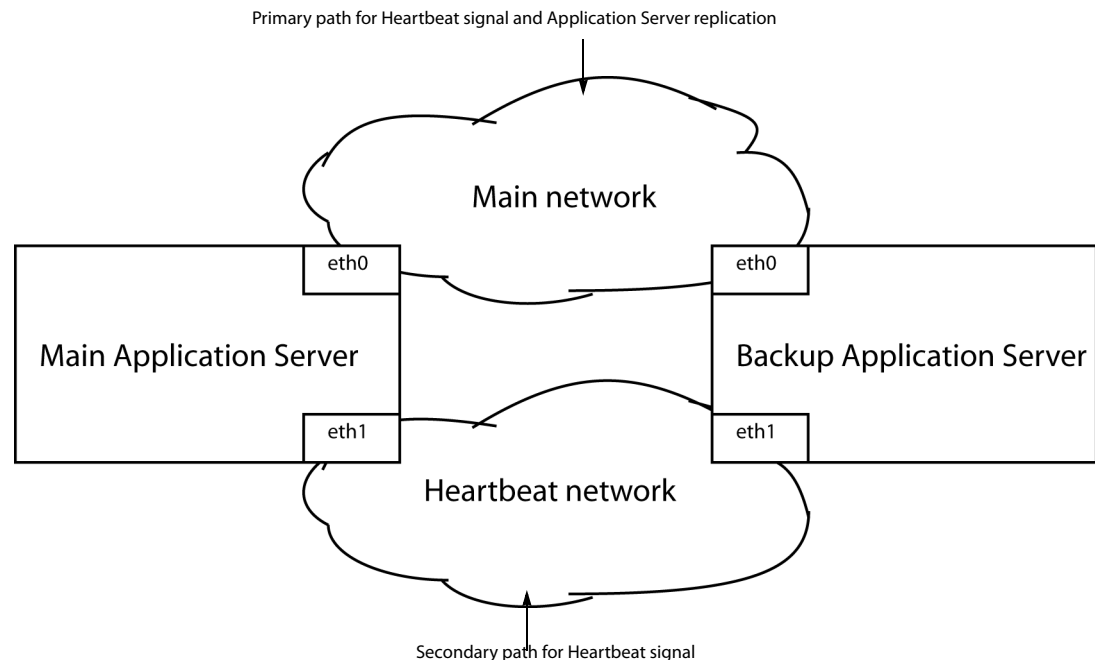 Primary path for Heartbeat signal and Application Server replication
Main network
eth0
eth0
Main Application Server
Backup Application Server
eth1
eth1
Heartbeat network
Secondary path for Heartbeat signal